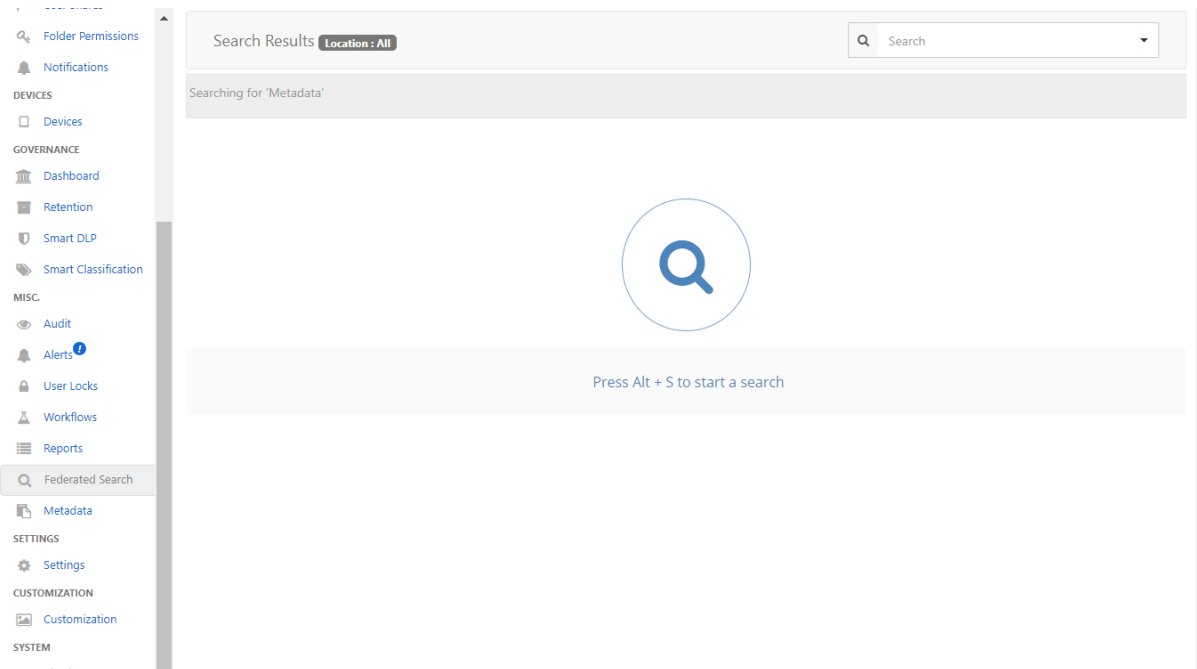 Folder Permissions
Notifications
DEVICES
Devices
GOVERNANCE
Dashboard
Retention
Smart DLP
Smart Classification
MISC.
Audit
Alerts !
User Locks
Workflows
Reports
Federated Search
Metadata
SETTINGS
Settings
CUSTOMIZATION
Customization
SYSTEM
Search Results Location : All
Search
Searching for 'Metadata'
Press Alt + S to start a search